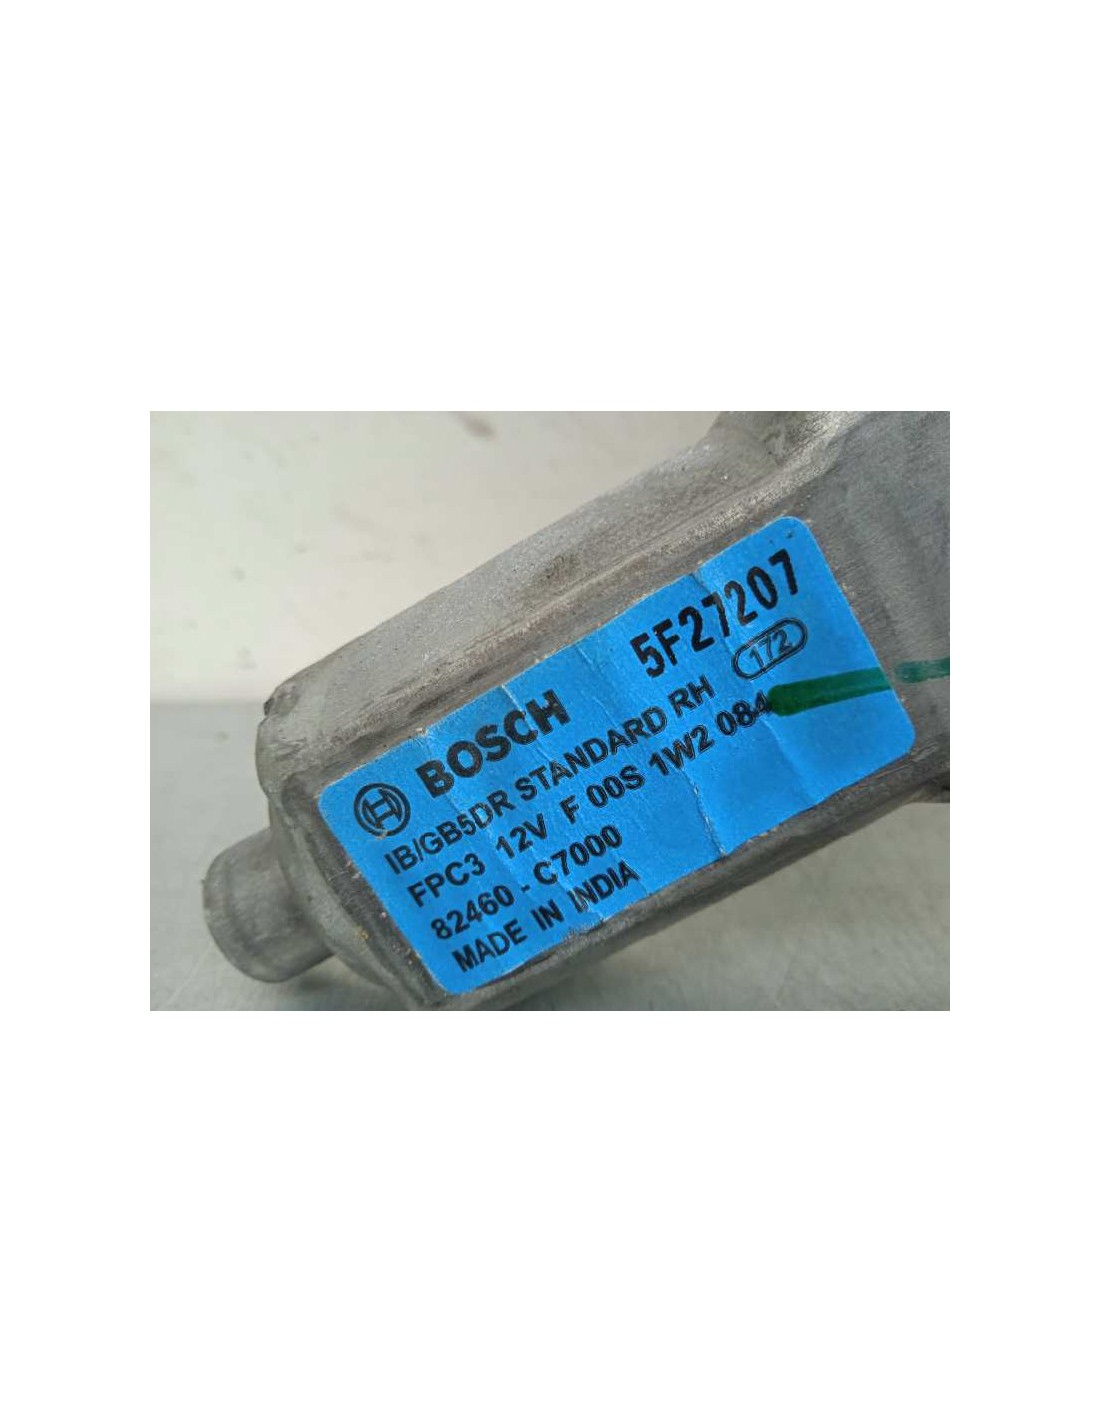 BOSCH 5F27207
IB/GB5DR STANDARD RH 172
FPC3 12V F 00S 1W2 084
82460 - C7000
MADE IN INDIA